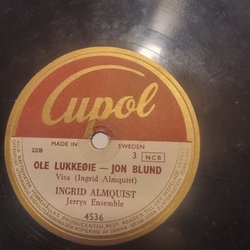 Cupol
MADE IN SWEDEN
2208
3 NCB
OLE LUKKEØIE — JON BLUND
Visa (Ingrid Almquist)
INGRID ALMQUIST
Jerrys Ensemble
4536